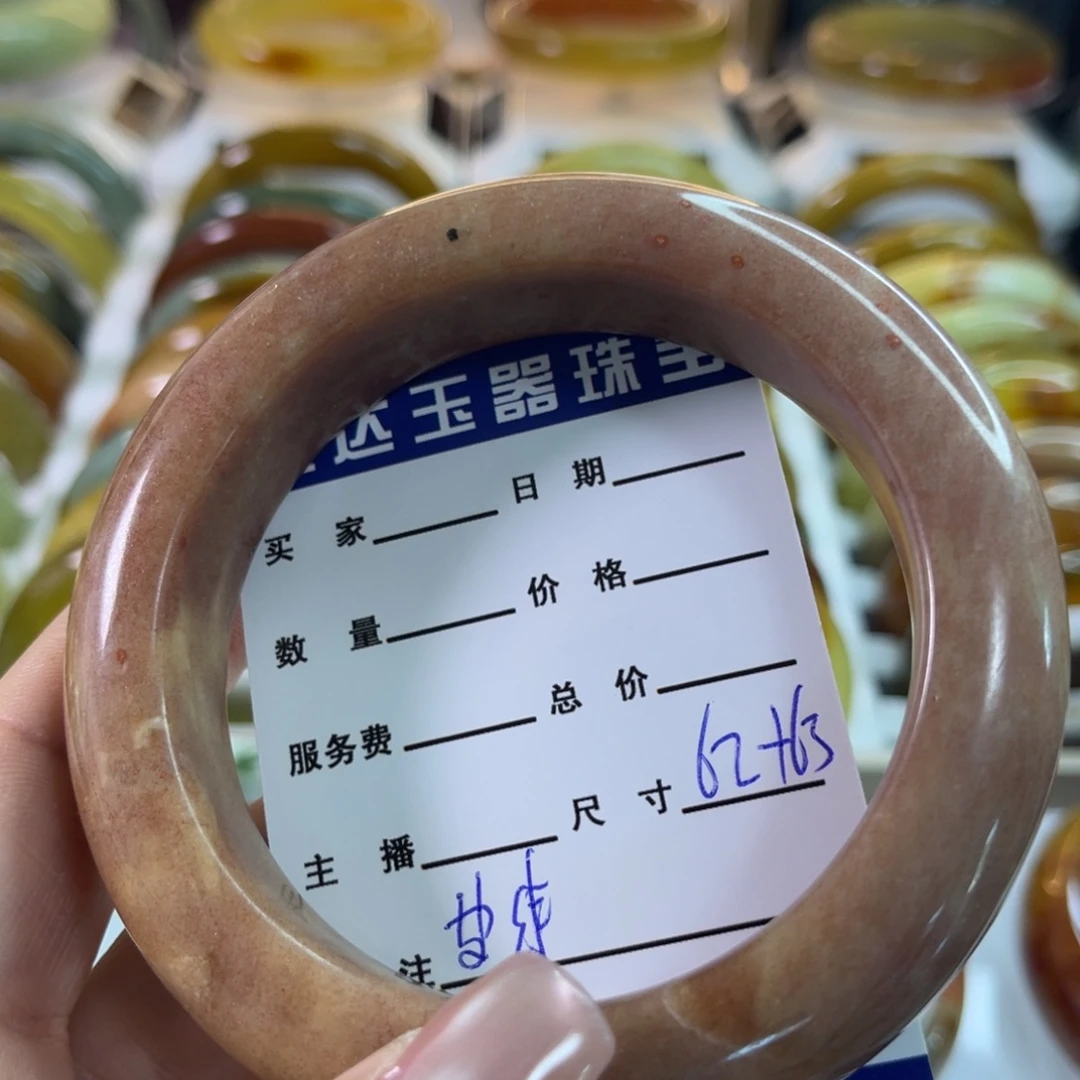 达玉器珠宝
买 家 日 期
数 量 价 格
服务费 总 价
主 播 尺 寸 62+63
注